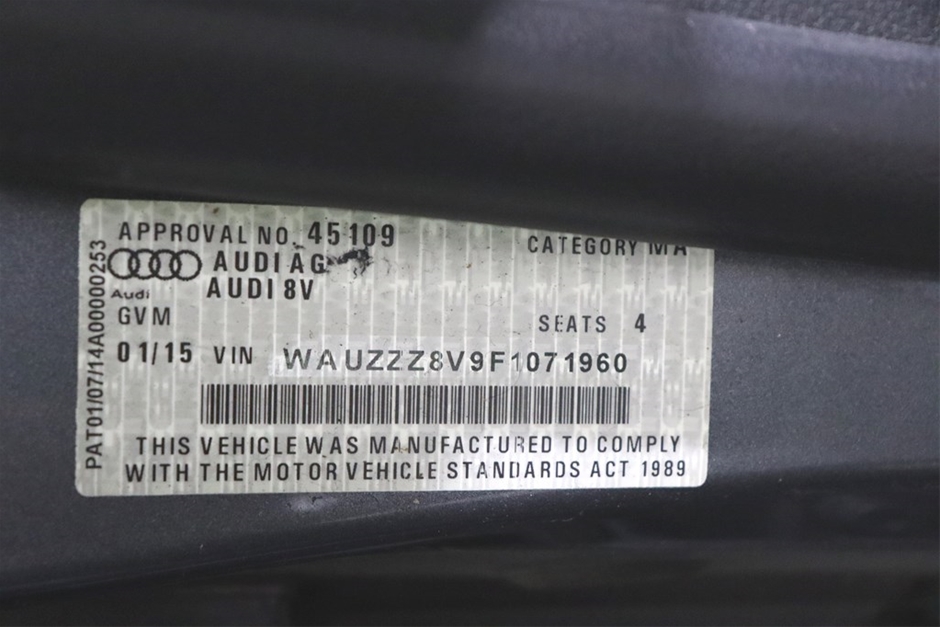 APPROVAL NO. 45109 CATEGORY MA
AUDI AG
Audi
AUDI 8V
GVM
SEATS 4
01/15 VIN WAUZZZ8V9F1071960
THIS VEHICLE WAS MANUFACTURED TO COMPLY
WITH THE MOTOR VEHICLE STANDARDS ACT 1989
PAT01/07/14A00000253